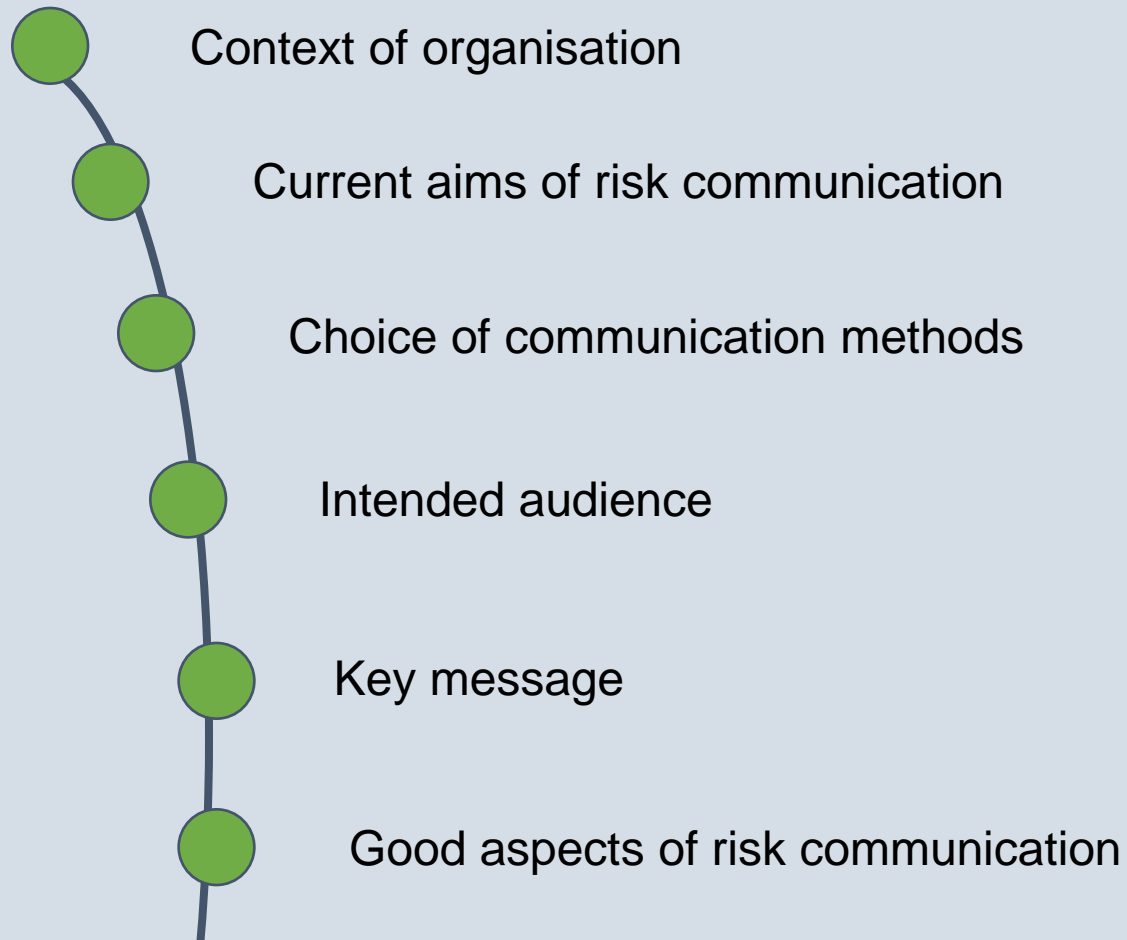 Context of organisation
Current aims of risk communication
Choice of communication methods
Intended audience
Key message
Good aspects of risk communication